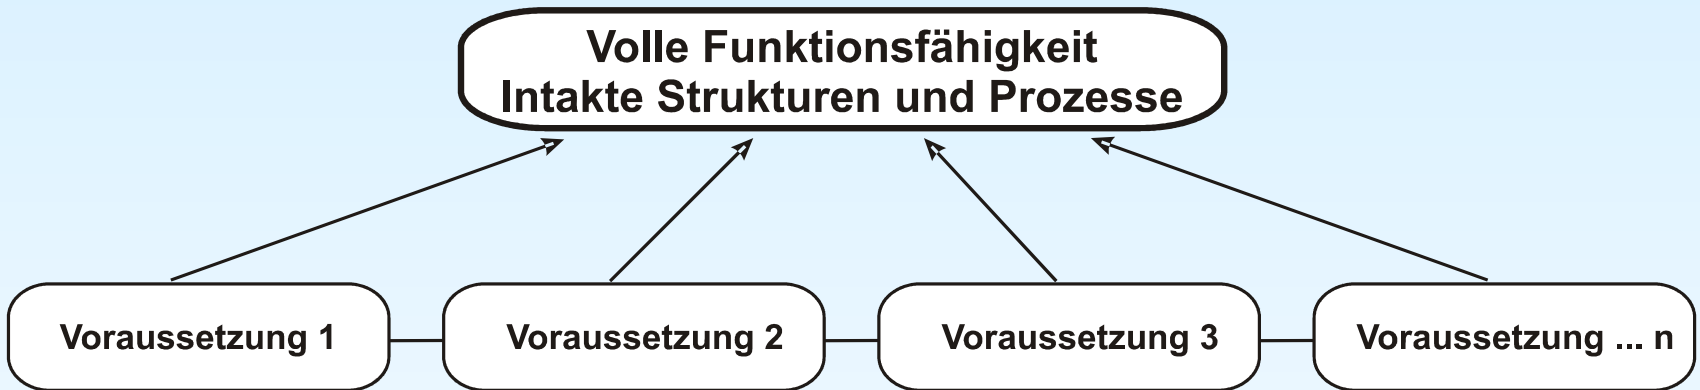 Volle Funktionsfähigkeit
Intakte Strukturen und Prozesse
Voraussetzung 1
Voraussetzung 2
Voraussetzung 3
Voraussetzung ... n